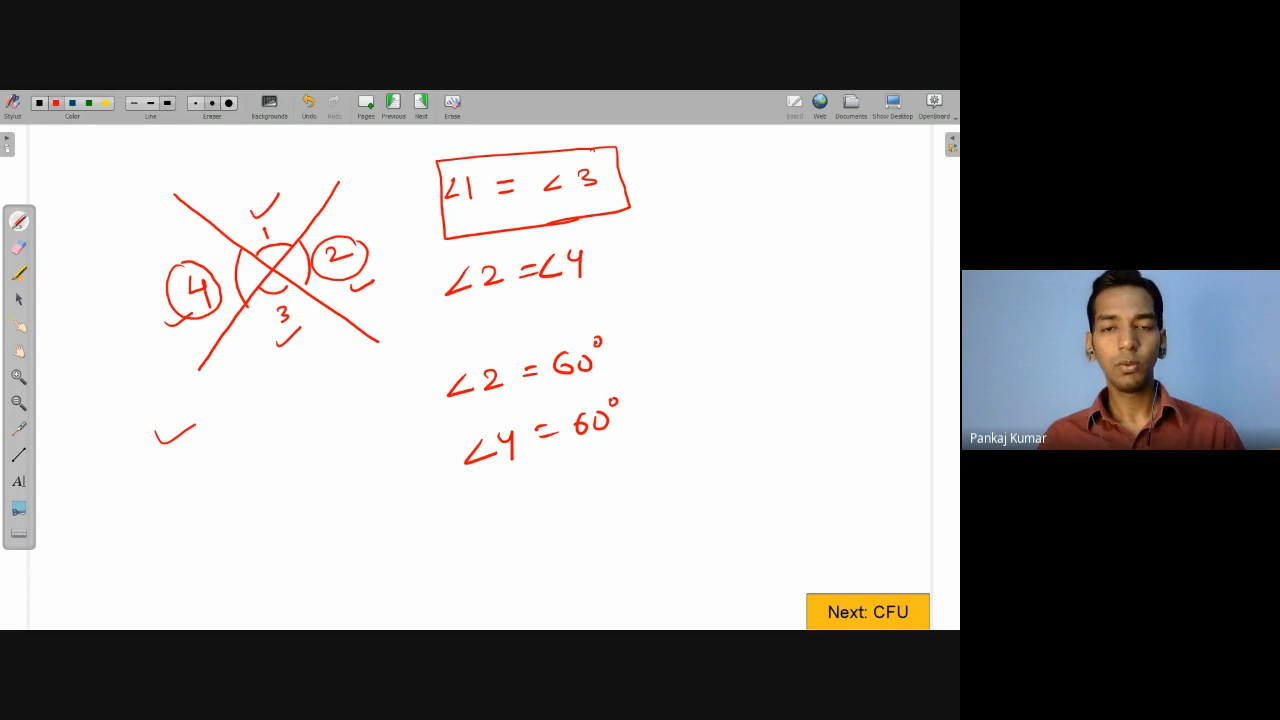 Stylus Color Line Eraser Backgrounds Undo Redo Pages Previous Next Erase Board Web Documents Show Desktop OpenBoard
∠1 = ∠3
1
2
4
3
∠2 = ∠4
∠2 = 60°
∠4 = 60°
Pankaj Kumar
Next: CFU